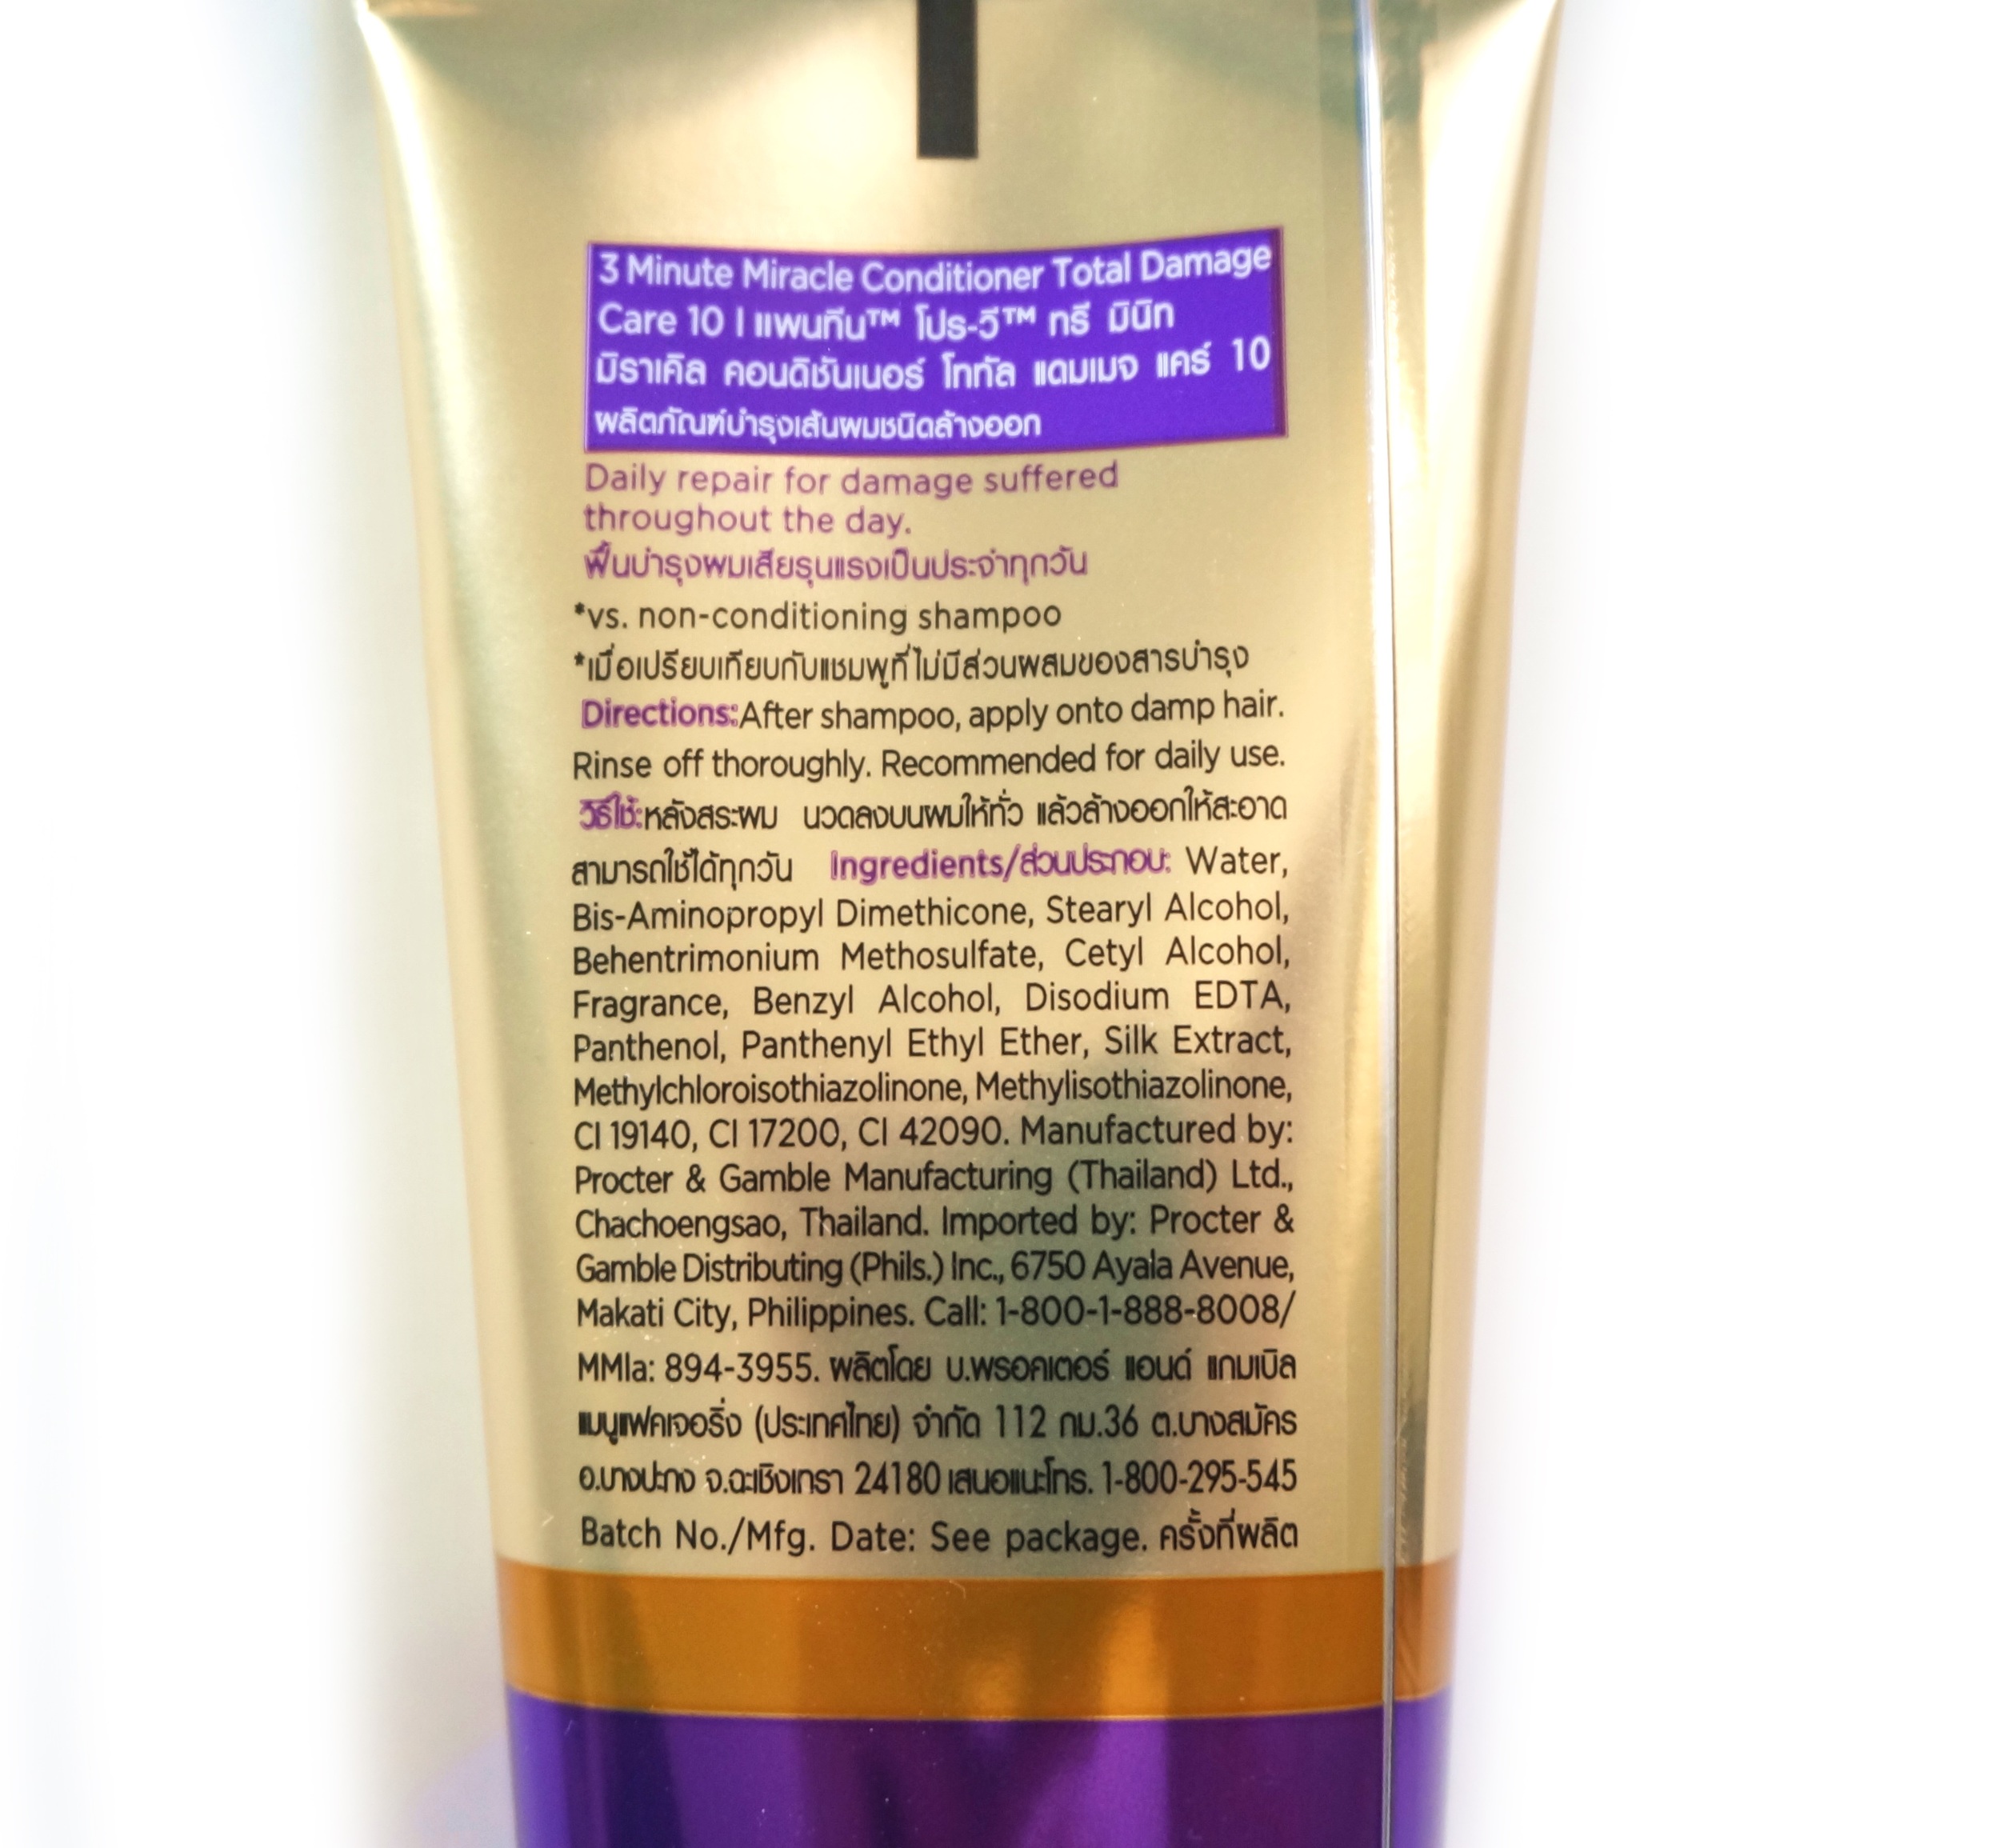 3 Minute Miracle Conditioner Total Damage
Care 10 | แพนทีน™ โปร-วี™ ทรี มินิท
มิราเคิล คอนดิชันเนอร์ โททัล แดมเมจ แคร์ 10
ผลิตภัณฑ์บำรุงเส้นผมชนิดล้างออก
Daily repair for damage suffered
throughout the day.
ฟื้นบำรุงผมเสียรุนแรงเป็นประจำทุกวัน
*vs. non-conditioning shampoo
*เมื่อเปรียบเทียบกับแชมพูที่ไม่มีส่วนผสมของสารบำรุง
Directions:After shampoo, apply onto damp hair.
Rinse off thoroughly. Recommended for daily use.
วิธีใช้:หลังสระผม นวดลงบนผมให้ทั่ว แล้วล้างออกให้สะอาด
สามารถใช้ได้ทุกวัน Ingredients/ส่วนประกอบ: Water,
Bis-Aminopropyl Dimethicone, Stearyl Alcohol,
Behentrimonium Methosulfate, Cetyl Alcohol,
Fragrance, Benzyl Alcohol, Disodium EDTA,
Panthenol, Panthenyl Ethyl Ether, Silk Extract,
Methylchloroisothiazolinone, Methylisothiazolinone,
CI 19140, CI 17200, CI 42090. Manufactured by:
Procter & Gamble Manufacturing (Thailand) Ltd.,
Chachoengsao, Thailand. Imported by: Procter &
Gamble Distributing (Phils.) Inc., 6750 Ayala Avenue,
Makati City, Philippines. Call: 1-800-1-888-8008/
MMla: 894-3955. ผลิตโดย บ.พรอคเตอร์ แอนด์ แกมเบิล
แมนูแฟคเจอริ่ง (ประเทศไทย) จำกัด 112 กม.36 ต.บางสมัคร
อ.บางปะกง จ.ฉะเชิงเทรา 24180 เสนอแนะโทร. 1-800-295-545
Batch No./Mfg. Date: See package. ครั้งที่ผลิต